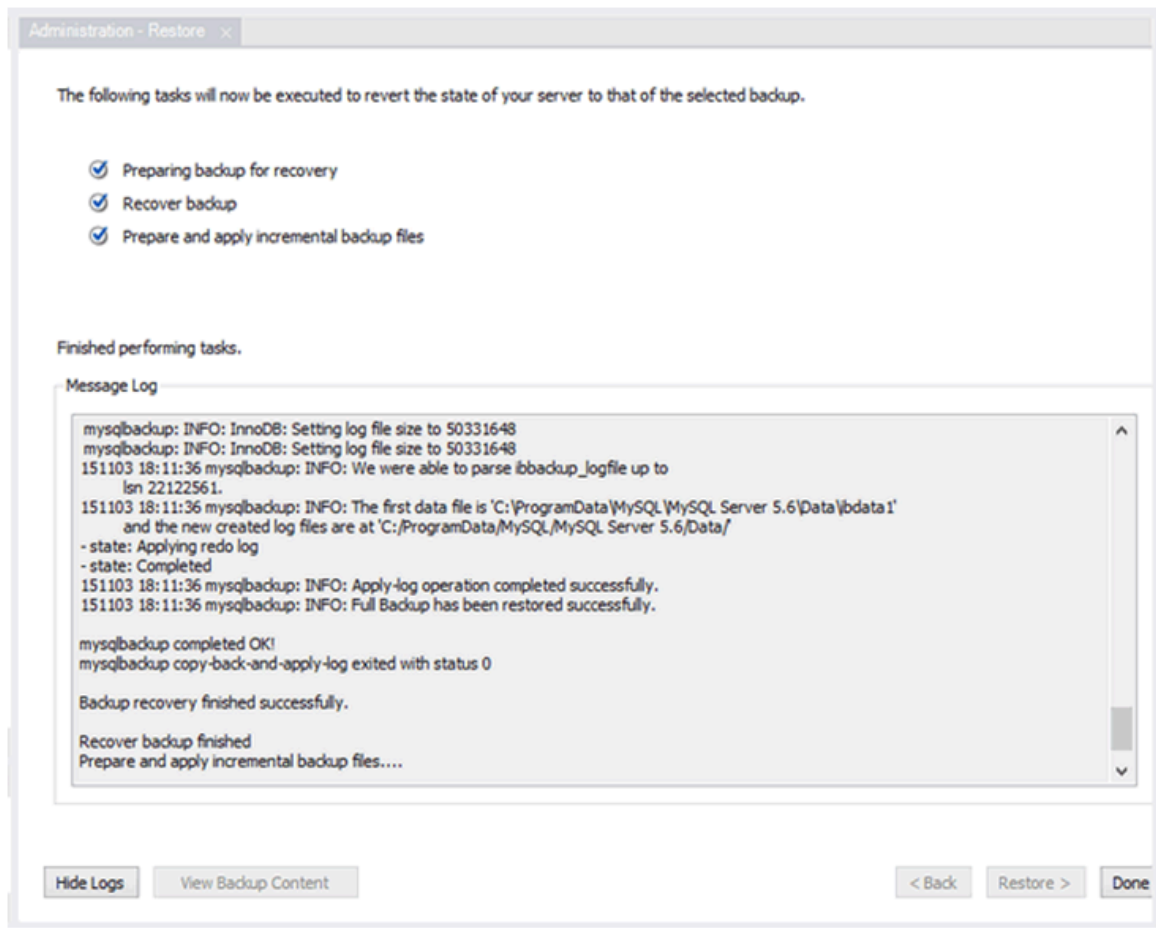 Administration - Restore ×
The following tasks will now be executed to revert the state of your server to that of the selected backup.
Preparing backup for recovery
Recover backup
Prepare and apply incremental backup files
Finished performing tasks.
Message Log
mysqlbackup: INFO: InnoDB: Setting log file size to 50331648
mysqlbackup: INFO: InnoDB: Setting log file size to 50331648
151103 18:11:36 mysqlbackup: INFO: We were able to parse ibbackup_logfile up to
lsn 22122561.
151103 18:11:36 mysqlbackup: INFO: The first data file is 'C:\ProgramData\MySQL\MySQL Server 5.6\Data\ibdata1'
and the new created log files are at 'C:/ProgramData/MySQL/MySQL Server 5.6/Data/'
- state: Applying redo log
- state: Completed
151103 18:11:36 mysqlbackup: INFO: Apply-log operation completed successfully.
151103 18:11:36 mysqlbackup: INFO: Full Backup has been restored successfully.
mysqlbackup completed OK!
mysqlbackup copy-back-and-apply-log exited with status 0
Backup recovery finished successfully.
Recover backup finished
Prepare and apply incremental backup files....
Hide Logs View Backup Content < Back Restore > Done